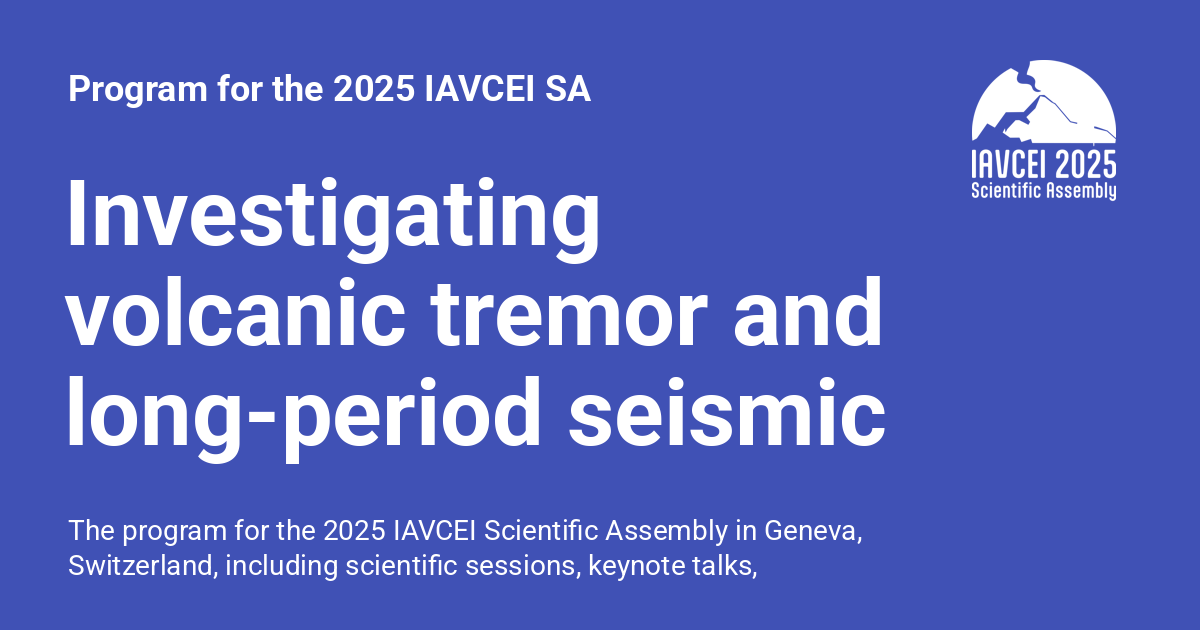 Program for the 2025 IAVCEI SA
IAVCEI 2025
Scientific Assembly
Investigating
volcanic tremor and
long-period seismic
The program for the 2025 IAVCEI Scientific Assembly in Geneva,
Switzerland, including scientific sessions, keynote talks,